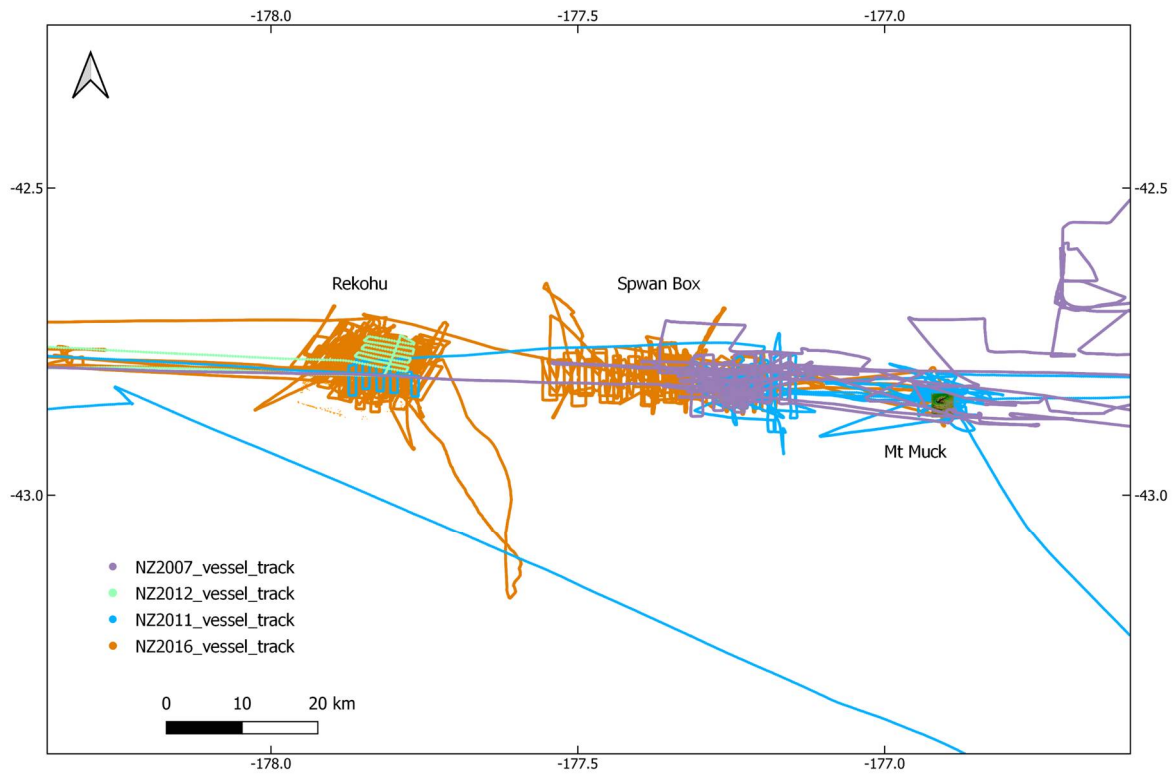 -178.0 -177.5 -177.0
-42.5 -42.5
Rekohu Spwan Box
Mt Muck
-43.0 -43.0
NZ2007_vessel_track
NZ2012_vessel_track
NZ2011_vessel_track
NZ2016_vessel_track
0 10 20 km
-178.0 -177.5 -177.0